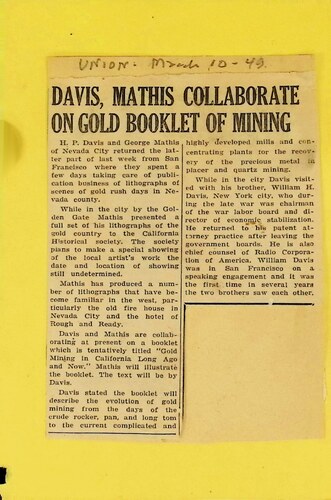 UNION- March 10-49.
DAVIS, MATHIS COLLABORATE
ON GOLD BOOKLET OF MINING
H. P. Davis and George Mathis
of Nevada City returned the lat-
ter part of last week from San
Francisco where they spent a
few days taking care of publi-
cation business of lithographs of
scenes of gold rush days in Ne-
vada county.
While in the city by the Gol-
den Gate Mathis presented a
full set of his lithographs of the
gold country to the California
Historical society. The society
plans to make a special showing
of the local artist's work the
date and location of showing
still undetermined.
Mathis has produced a num-
ber of lithographs that have be-
come familiar in the west, par-
ticularly the old fire house in
Nevada City and the hotel of
Rough and Ready.
Davis and Mathis are collab-
orating at present on a booklet
which is tentatively titled "Gold
Mining in California Long Ago
and Now." Mathis will illustrate
the booklet. The text will be by
Davis.
Davis stated the booklet will
describe the evolution of gold
mining from the days of the
crude rocker, pan, and long tom
to the current complicated and
highly developed mills and con-
centrating plants for the recov-
ery of the precious metal in
placer and quartz mining.
While in the city Davis visited
with his brother, William H.
Davis, New York city, who dur-
ing the late war was chairman
of the war labor board and di-
rector of economic stabilization.
He returned to his patent at-
torney practice after leaving the
government boards. He is also
chief counsel of Radio Corpora-
tion of America. William Davis
was in San Francisco on a
speaking engagement and it was
the first time in several years
the two brothers saw each other.